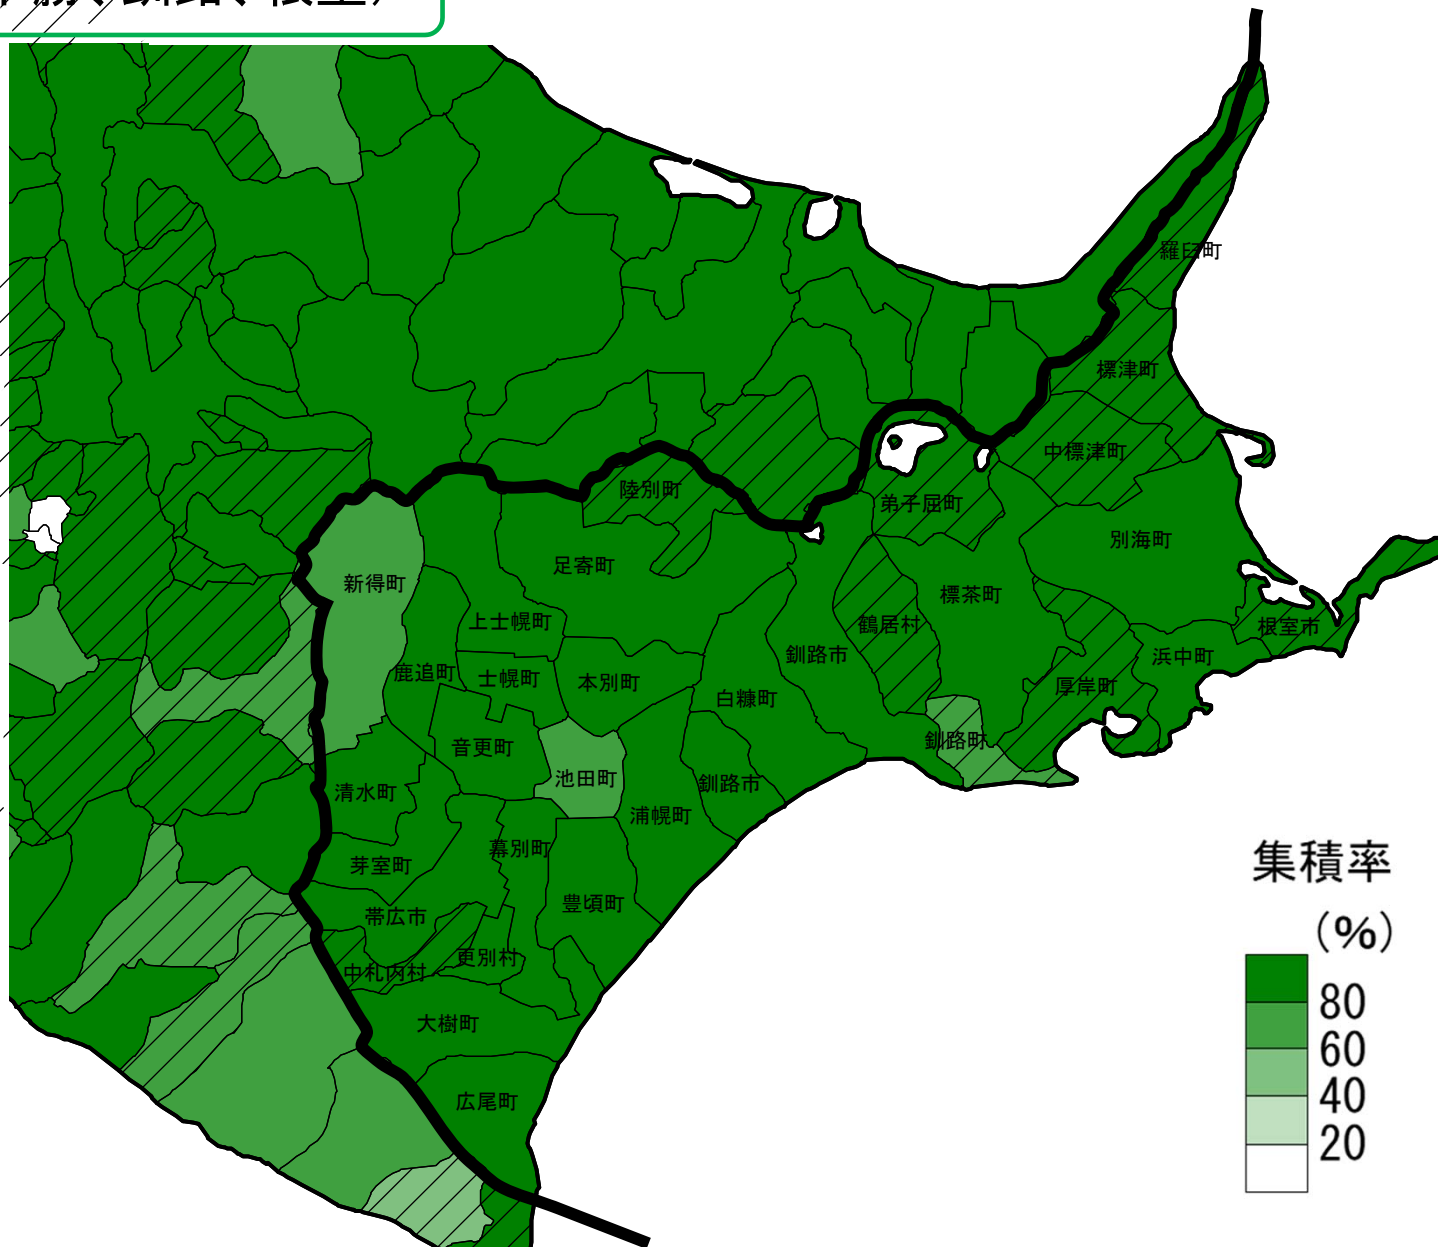 羅臼町
標津町
中標津町
陸別町
弟子屈町
別海町
足寄町
新得町
標茶町
上士幌町
鶴居村
根室市
釧路市
浜中町
鹿追町
士幌町
本別町
厚岸町
白糠町
釧路町
音更町
池田町
釧路市
清水町
浦幌町
幕別町
芽室町
豊頃町
帯広市
更別村
中札内村
大樹町
広尾町
集積率
(%)
80
60
40
20